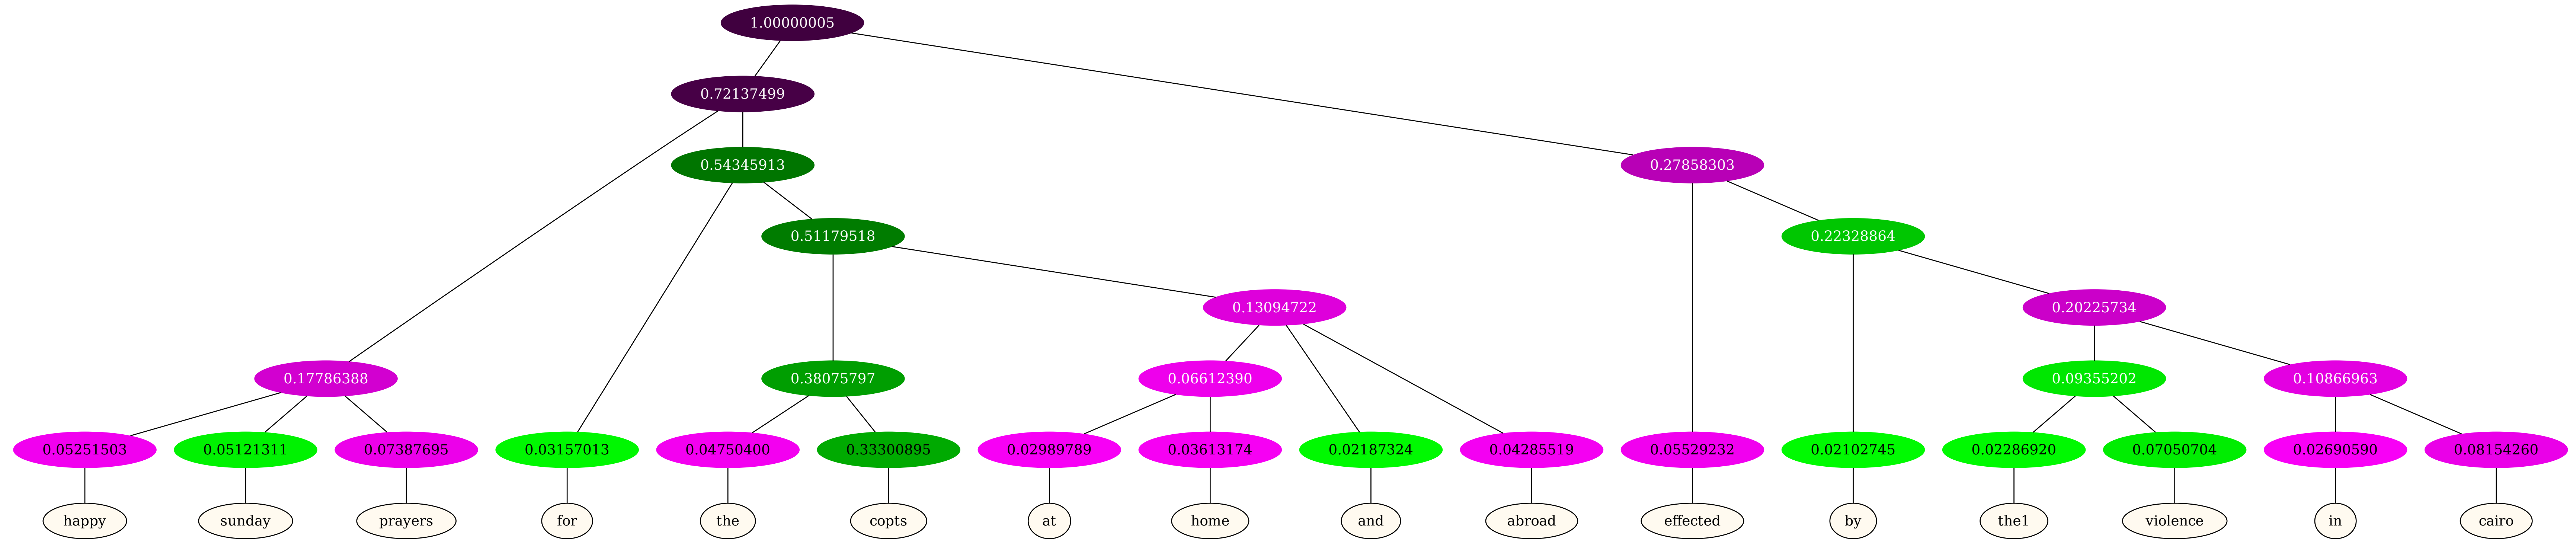 1.00000005
0.72137499
0.54345913 0.27858303
0.51179518 0.22328864
0.13094722 0.20225734
0.17786388 0.38075797 0.06612390 0.09355202 0.10866963
0.05251503 0.05121311 0.07387695 0.03157013 0.04750400 0.33300895 0.02989789 0.03613174 0.02187324 0.04285519 0.05529232 0.02102745 0.02286920 0.07050704 0.02690590 0.08154260
happy sunday prayers for the copts at home and abroad effected by the1 violence in cairo